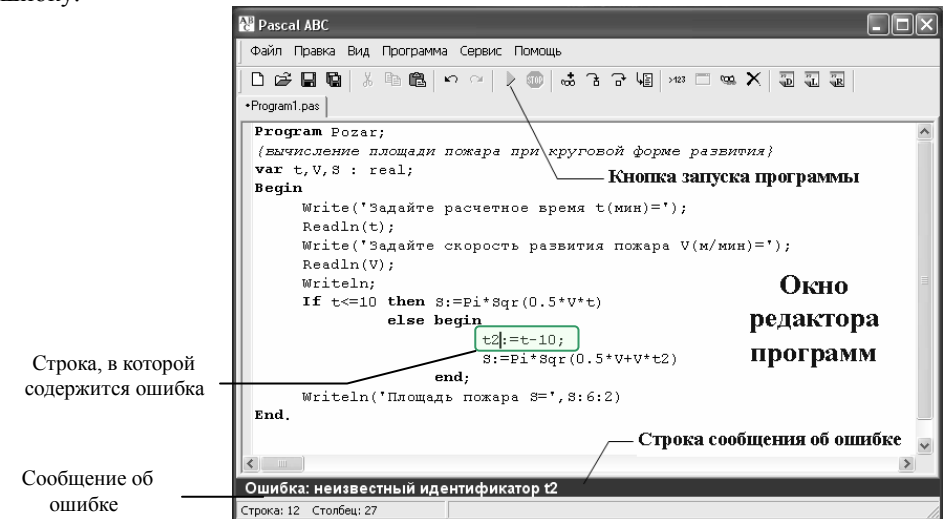 Pascal ABC
Файл Правка Вид Программа Сервис Помощь
•Program1.pas
Program Pozar;
{вычисление площади пожара при круговой форме развития}
var t,V,S : real;
Кнопка запуска программы
Begin
Write('Задайте расчетное время t(мин)=');
Readln(t);
Write('Задайте скорость развития пожара V(м/мин)=');
Readln(V);
Writeln;
If t<=10 then S:=Pi*Sqr(0.5*V*t)
else begin
t2:=t-10;
S:=Pi*Sqr(0.5*V+V*t2)
end;
Writeln('Площадь пожара S=',S:6:2)
End.
Окно
редактора
программ
Строка, в которой
содержится ошибка
Строка сообщения об ошибке
Сообщение об
ошибке
Ошибка: неизвестный идентификатор t2
Строка: 12 Столбец: 27